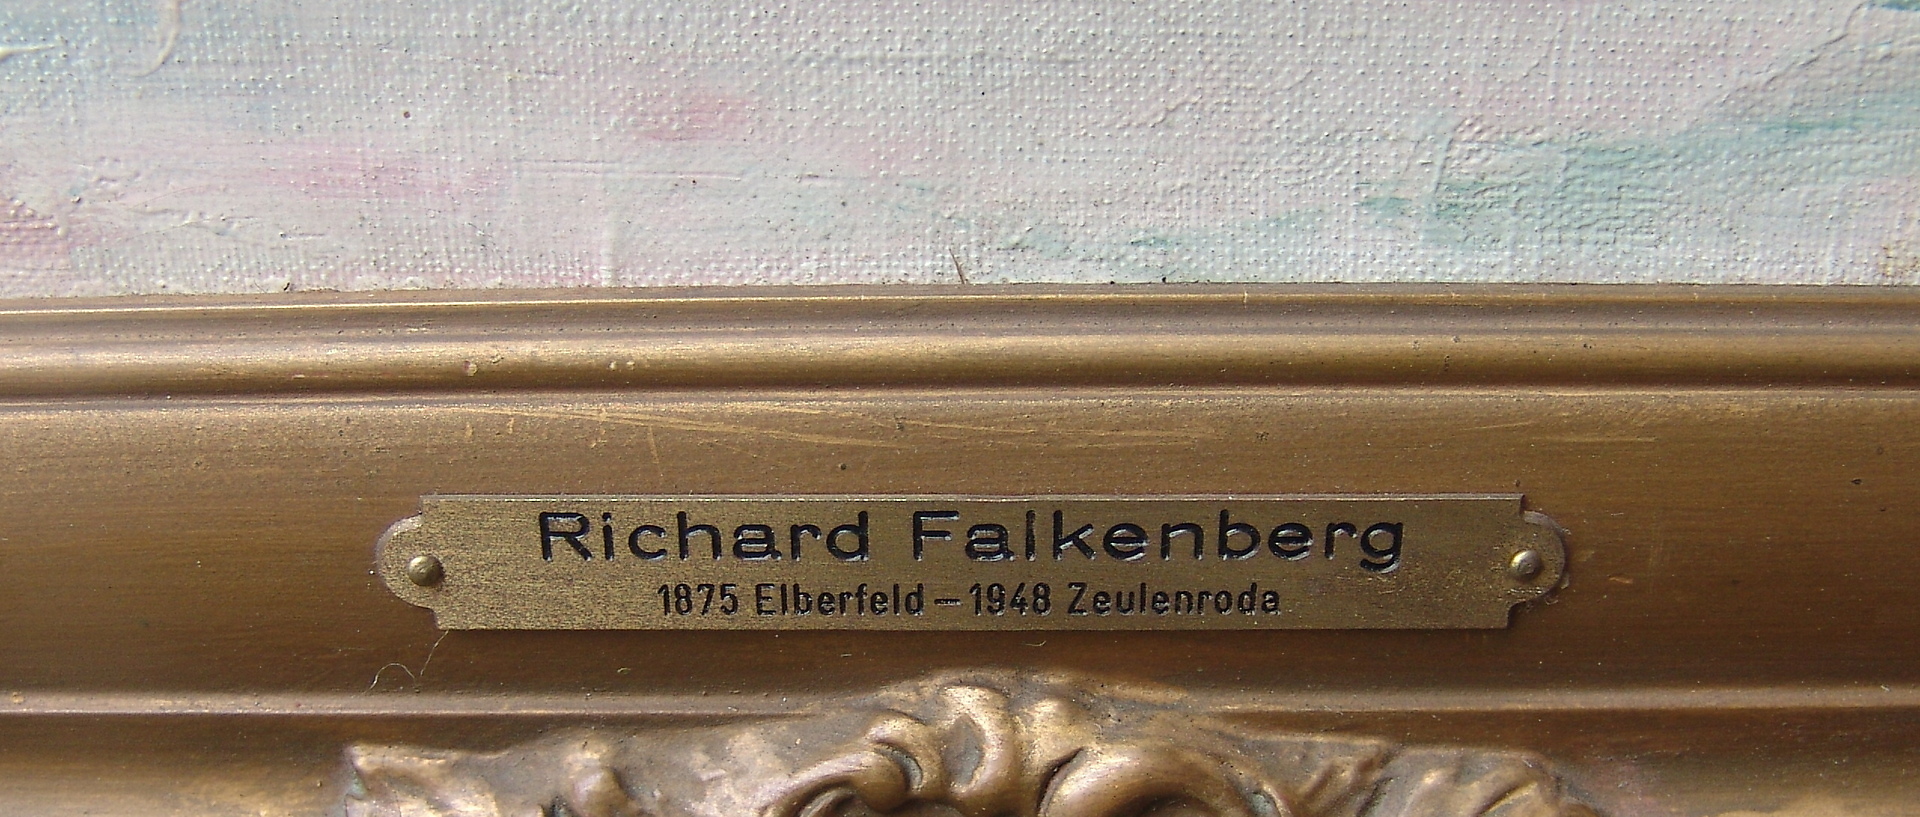 Richard Falkenberg
1875 Elberfeld – 1948 Zeulenroda